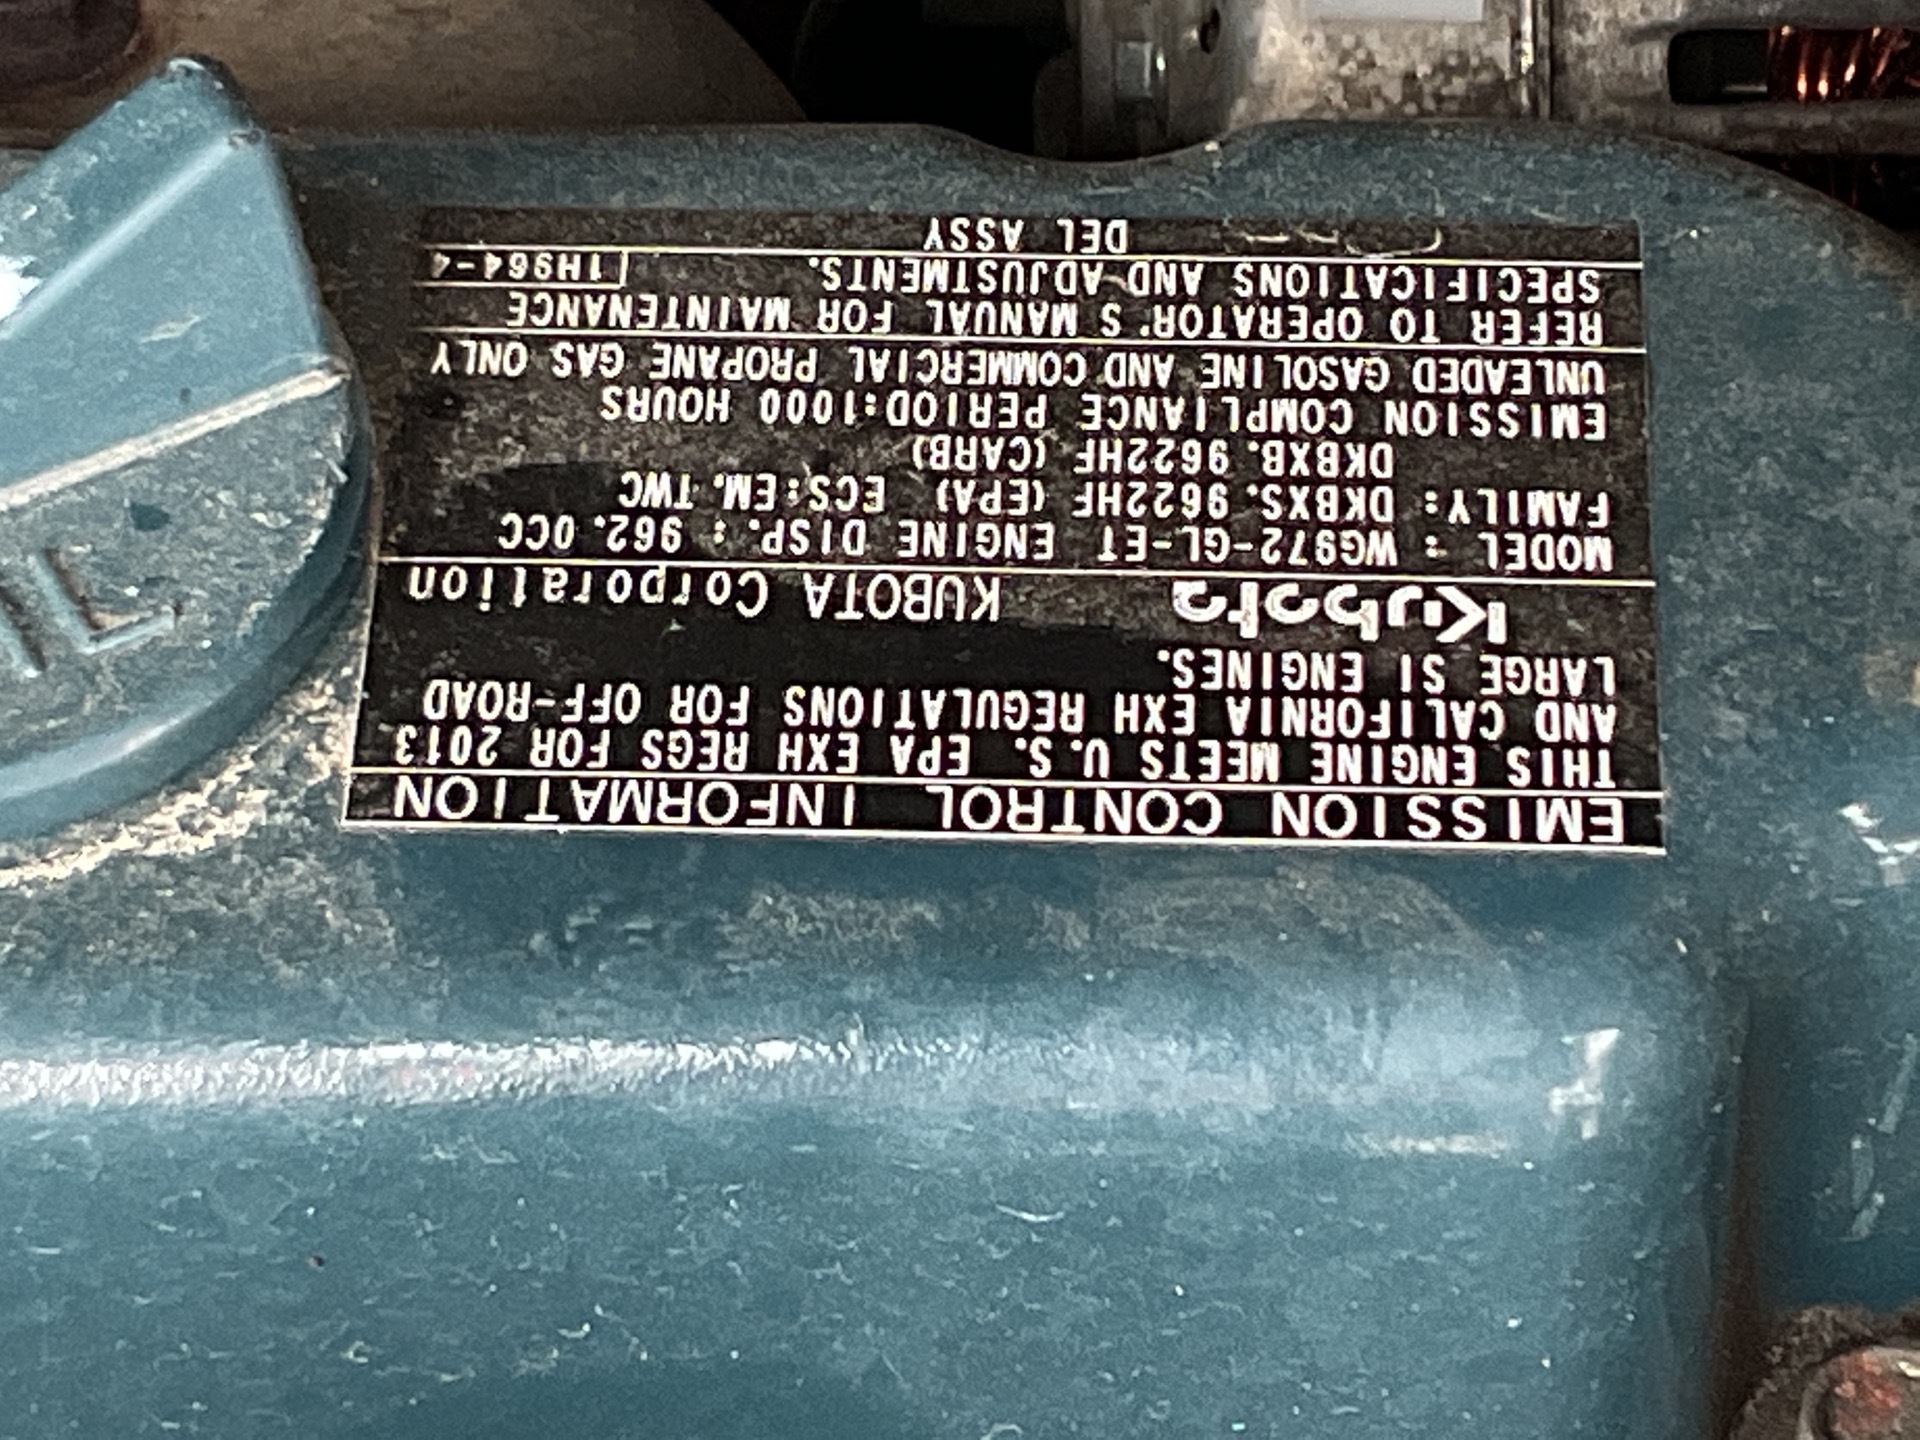 EMISSION CONTROL INFORMATION
THIS ENGINE MEETS U.S. EPA EXH REGS FOR 2013
AND CALIFORNIA EXH REGULATIONS FOR OFF-ROAD
LARGE SI ENGINES.
Kubota KUBOTA Corporation
MODEL : WG972-GL-ET ENGINE DISP. : 962.0CC
FAMILY: DKBXS.9622HF (EPA) ECS:EM.TWC
DKBXB.9622HF (CARB)
EMISSION COMPLIANCE PERIOD:1000 HOURS
UNLEADED GASOLINE AND COMMERCIAL PROPANE GAS ONLY
REFER TO OPERATOR'S MANUAL FOR MAINTENANCE
SPECIFICATIONS AND ADJUSTMENTS. 1H964-4
DEL ASSY